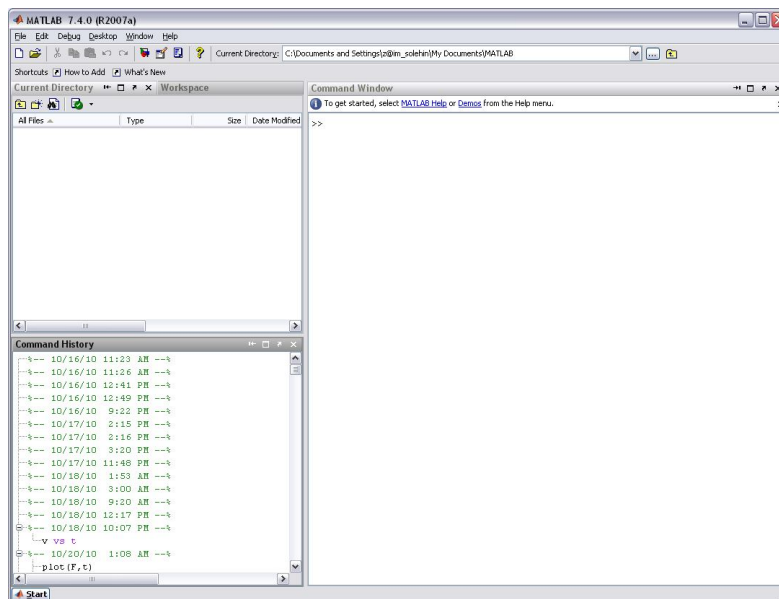 MATLAB 7.4.0 (R2007a)
File Edit Debug Desktop Window Help
Current Directory: C:\Documents and Settings\z@im_solehin\My Documents\MATLAB
Shortcuts How to Add What's New
Current Directory Workspace
All Files Type Size Date Modified
Command History
%-- 10/16/10 11:23 AM --%
%-- 10/16/10 11:26 AM --%
%-- 10/16/10 12:41 PM --%
%-- 10/16/10 12:49 PM --%
%-- 10/16/10 9:22 PM --%
%-- 10/17/10 2:15 PM --%
%-- 10/17/10 2:16 PM --%
%-- 10/17/10 3:20 PM --%
%-- 10/17/10 11:48 PM --%
%-- 10/18/10 1:53 AM --%
%-- 10/18/10 3:00 AM --%
%-- 10/18/10 9:20 AM --%
%-- 10/18/10 12:17 PM --%
%-- 10/18/10 10:07 PM --%
v vs t
%-- 10/20/10 1:08 AM --%
plot(F,t)
Command Window
To get started, select MATLAB Help or Demos from the Help menu.
>>
Start